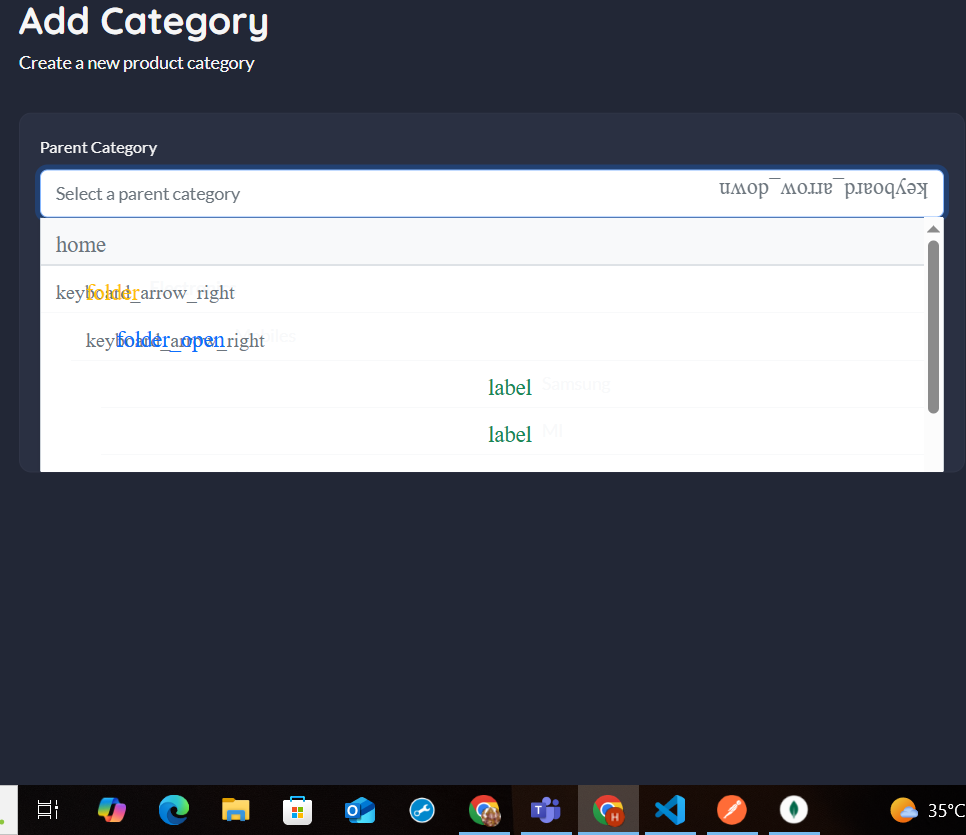 Add Category
Create a new product category
Parent Category
Select a parent category keyboard_arrow_down
home
keyboard_arrow_right folder
keyboard_arrow_right folder_open
label Samsung
label MI
35°C